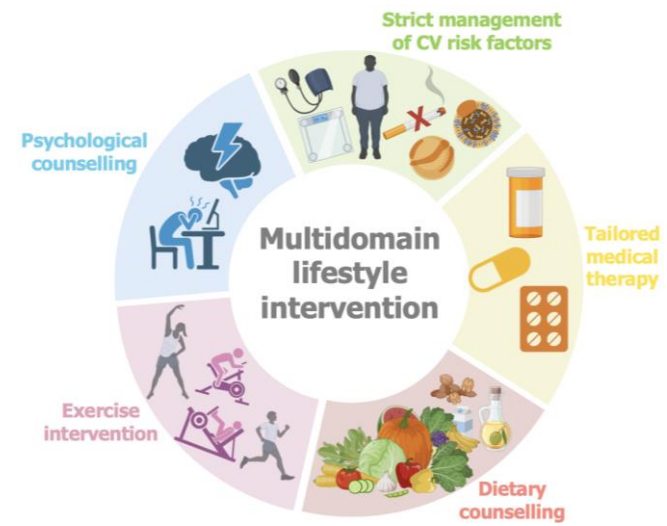 Strict management
of CV risk factors
Psychological
counselling
Tailored
medical
therapy
Multidomain
lifestyle
intervention
Exercise
intervention
Dietary
counselling